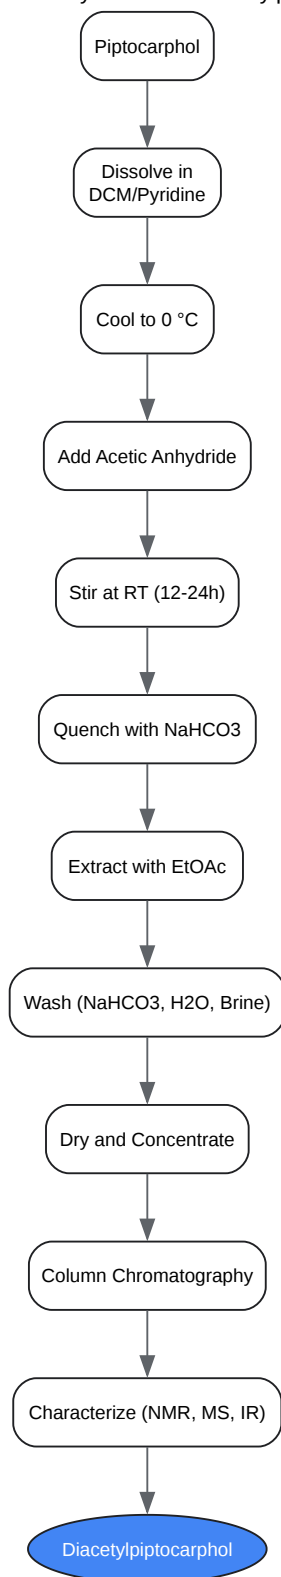 Piptocarphol
Dissolve in
DCM/Pyridine
Cool to 0 °C
Add Acetic Anhydride
Stir at RT (12-24h)
Quench with NaHCO3
Extract with EtOAc
Wash (NaHCO3, H2O, Brine)
Dry and Concentrate
Column Chromatography
Characterize (NMR, MS, IR)
Diacetylpiptocarphol